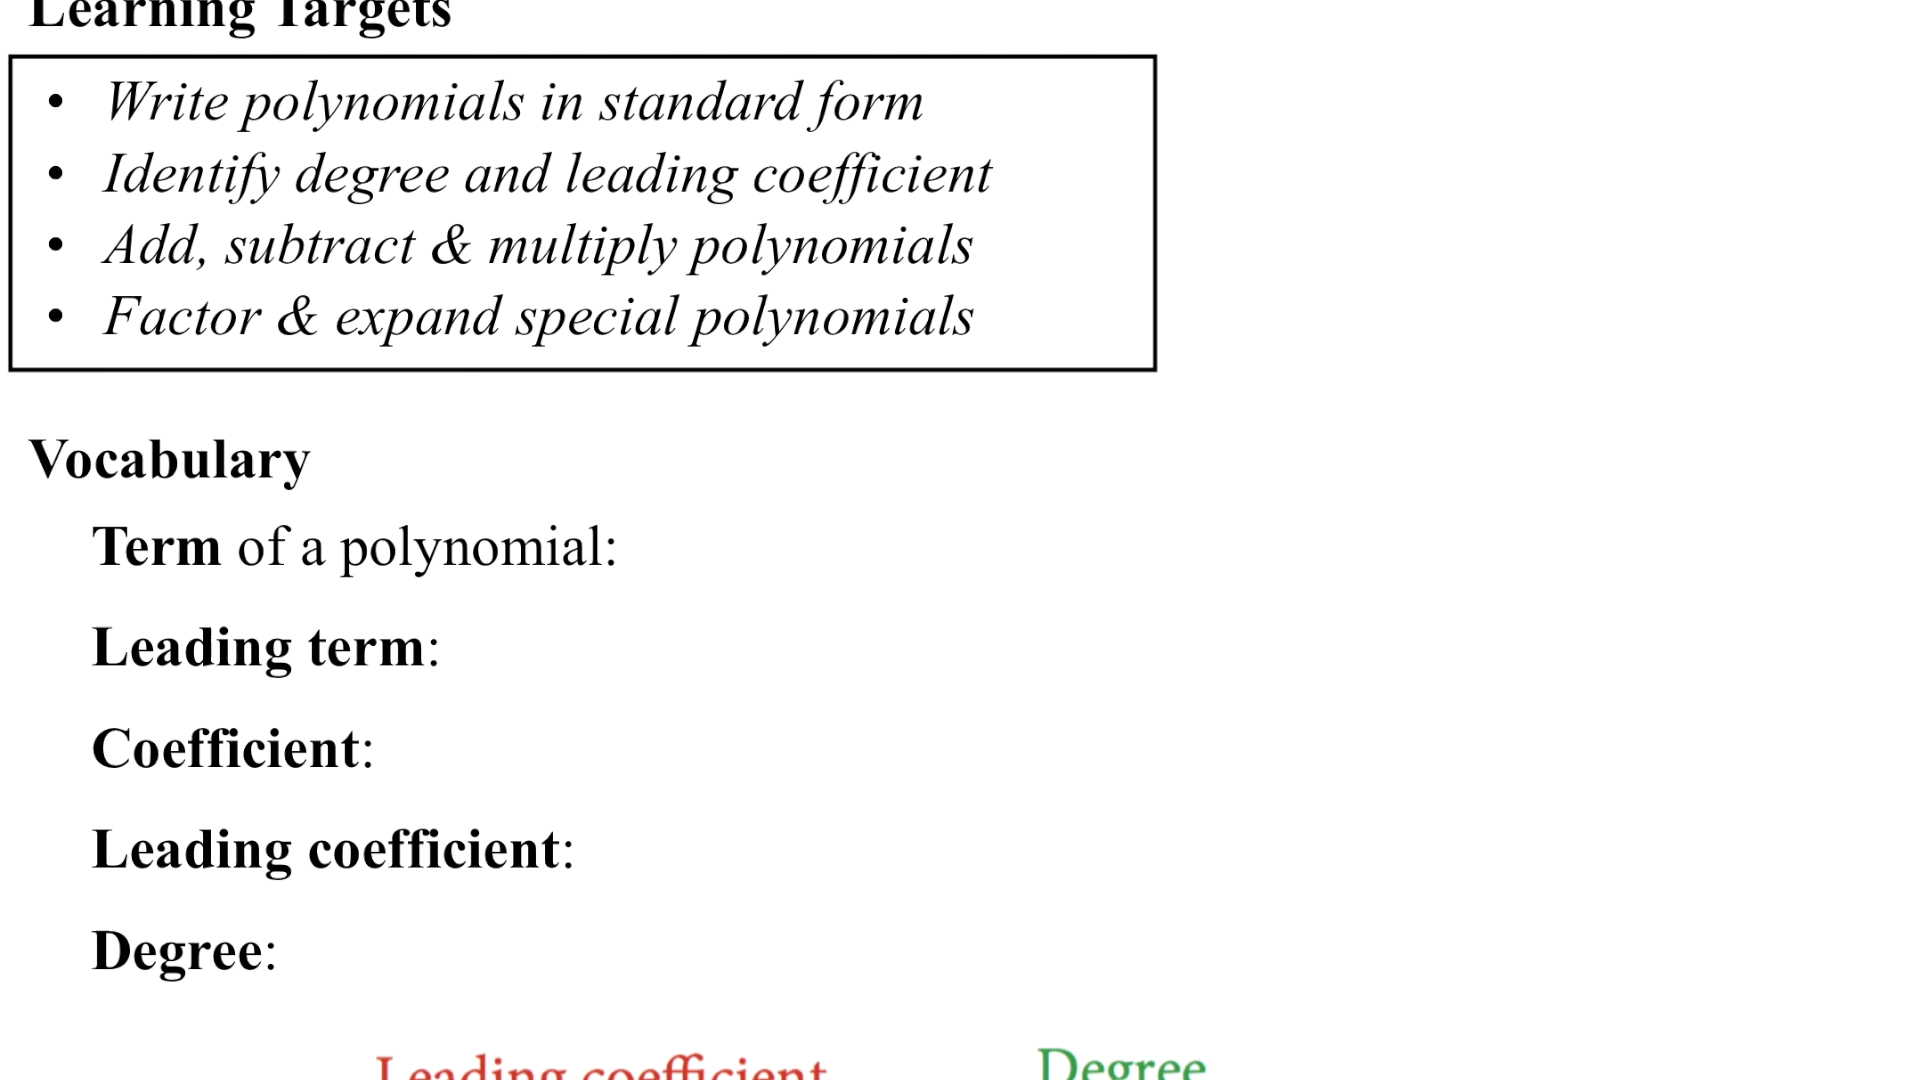 Learning Targets
• Write polynomials in standard form
• Identify degree and leading coefficient
• Add, subtract & multiply polynomials
• Factor & expand special polynomials
Vocabulary
Term of a polynomial:
Leading term:
Coefficient:
Leading coefficient:
Degree:
Leading coefficient Degree